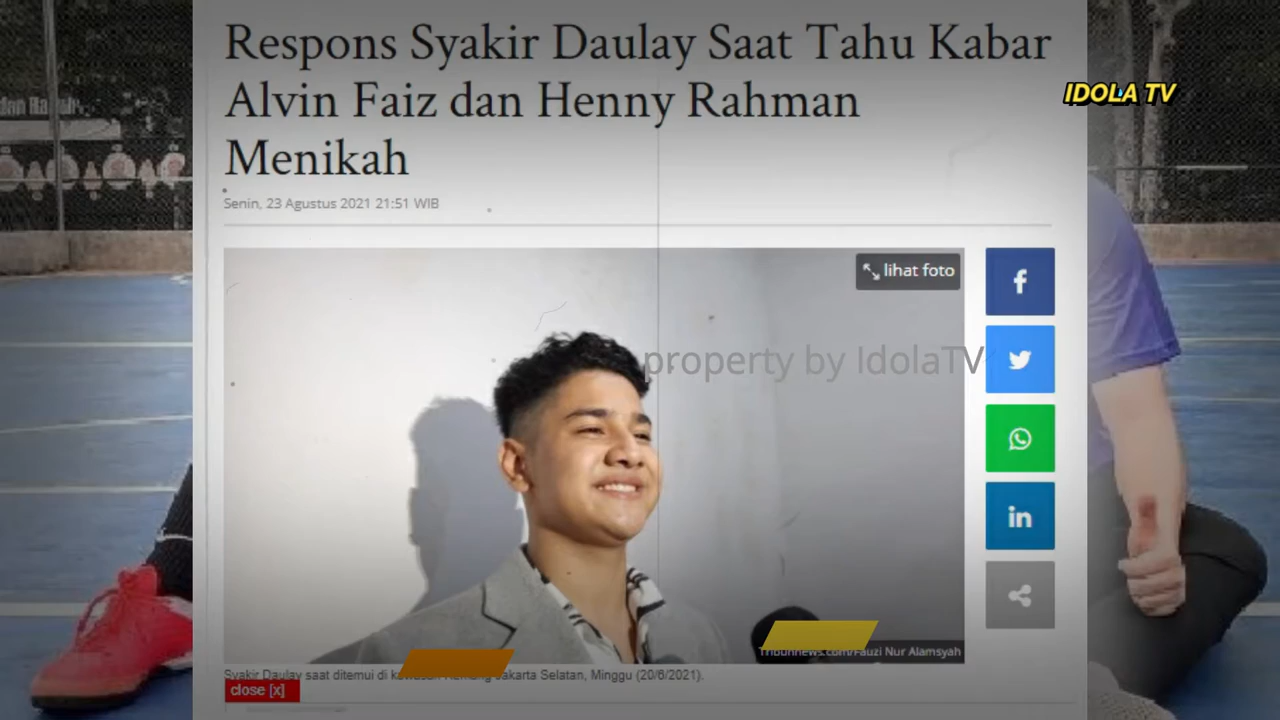 Respons Syakir Daulay Saat Tahu Kabar
Alvin Faiz dan Henny Rahman
Menikah
IDOLA TV
Senin, 23 Agustus 2021 21:51 WIB
lihat foto
property by IdolaTV
Tribunnews.com/Fauzi Nur Alamsyah
Syakir Daulay saat ditemui di Jakarta Selatan, Minggu (20/6/2021).
close [x]